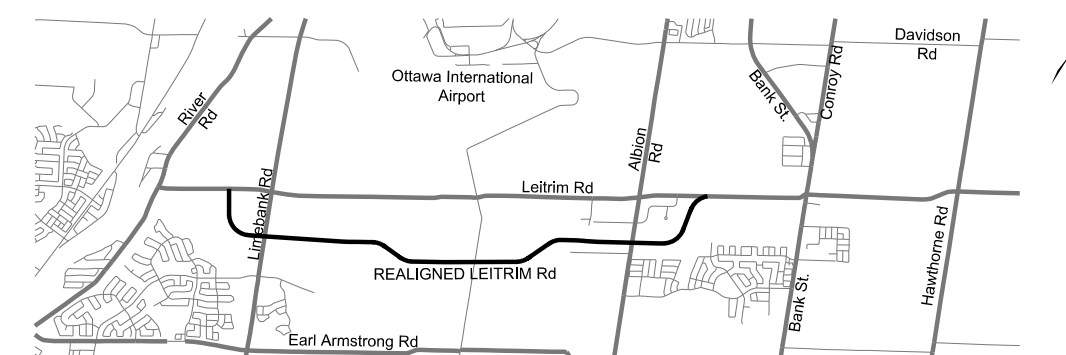 Davidson
Rd
Ottawa International
Airport
Bank St.
Conroy Rd
River
Rd
Albion
Rd
Leitrim Rd
Limebank Rd
Hawthorne Rd
REALIGNED LEITRIM Rd
Bank St.
Earl Armstrong Rd